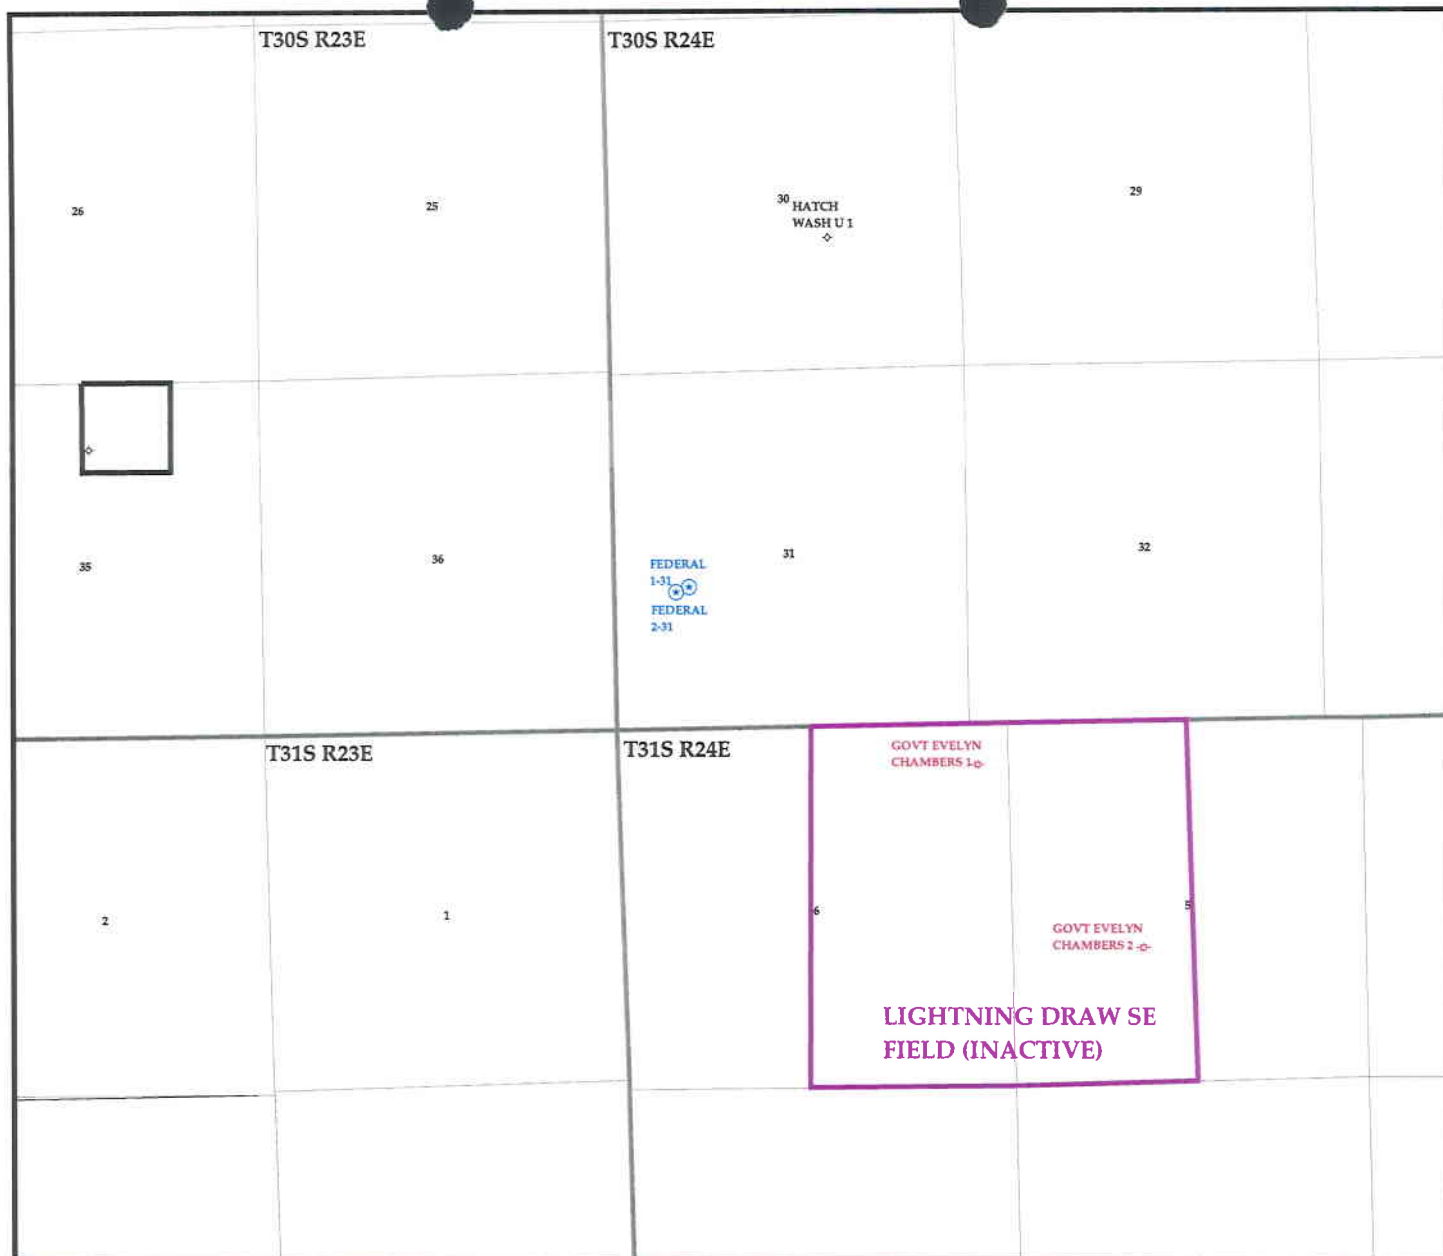 T30S R23E
T30S R24E
26
25
30
HATCH
WASH U 1
29
35
36
FEDERAL
1-31
FEDERAL
2-31
31
32
T31S R23E
T31S R24E
GOVT EVELYN
CHAMBERS 1
2
1
6
5
GOVT EVELYN
CHAMBERS 2
LIGHTNING DRAW SE
FIELD (INACTIVE)